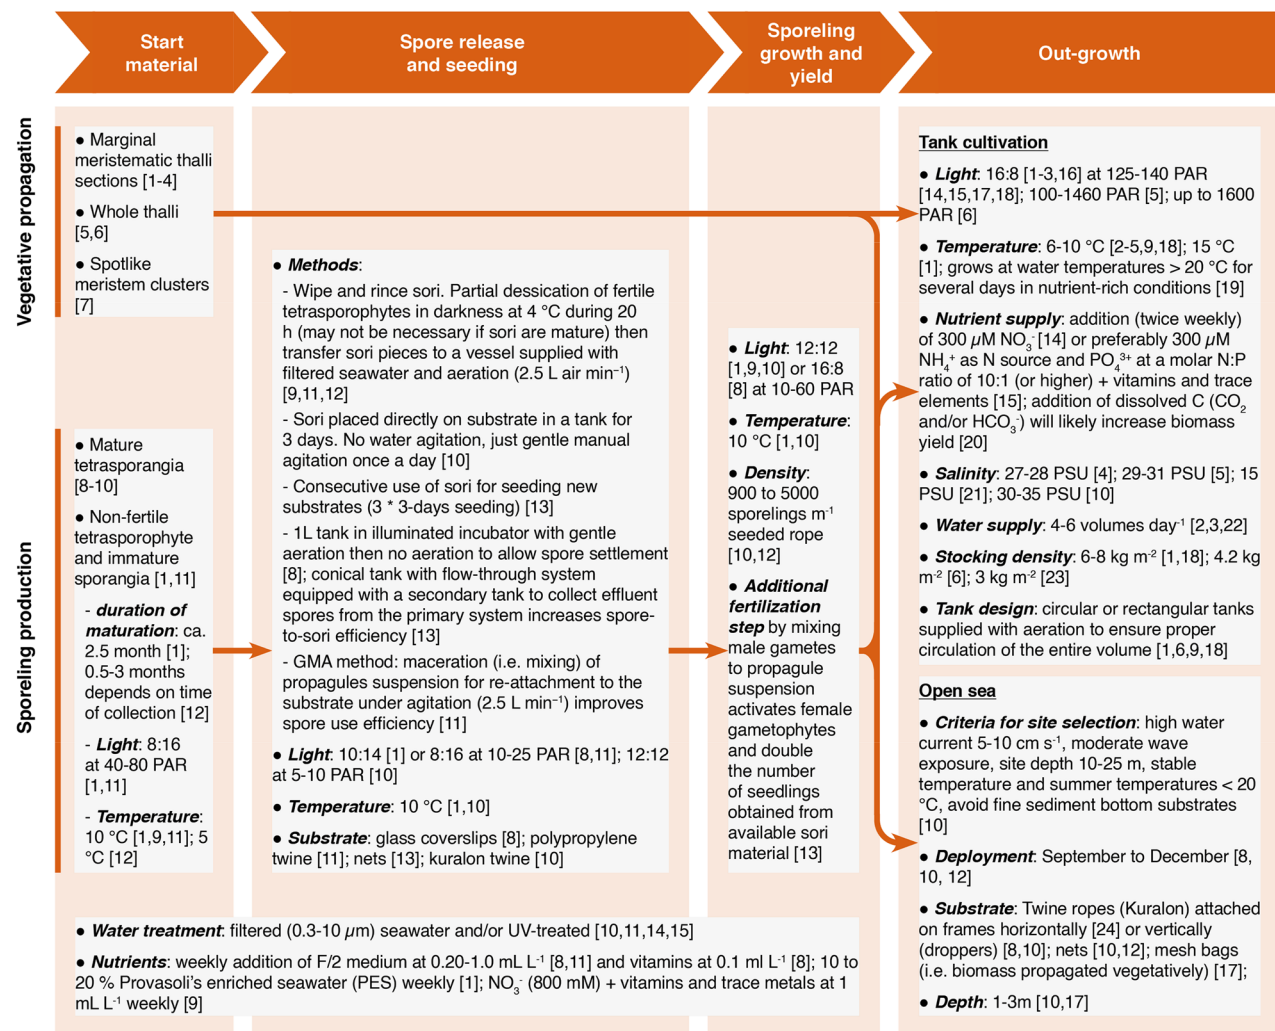 Start
material
Spore release
and seeding
Sporeling
growth and
yield
Out-growth
Vegetative propagation
● Marginal
meristematic thalli
sections [1-4]
● Whole thalli
[5,6]
● Spotlike
meristem clusters
[7]
Sporeling production
● Mature
tetrasporangia
[8-10]
● Non-fertile
tetrasporophyte
and immature
sporangia [1,11]
- duration of
maturation: ca.
2.5 month [1];
0.5-3 months
depends on time
of collection [12]
- Light: 8:16
at 40-80 PAR
[1,11]
- Temperature:
10 °C [1,9,11]; 5
°C [12]
● Methods:
- Wipe and rince sori. Partial dessication of fertile
tetrasporophytes in darkness at 4 °C during 20
h (may not be necessary if sori are mature) then
transfer sori pieces to a vessel supplied with
filtered seawater and aeration (2.5 L air min⁻¹)
[9,11,12]
- Sori placed directly on substrate in a tank for
3 days. No water agitation, just gentle manual
agitation once a day [10]
- Consecutive use of sori for seeding new
substrates (3 * 3-days seeding) [13]
- 1L tank in illuminated incubator with gentle
aeration then no aeration to allow spore settlement
[8]; conical tank with flow-through system
equipped with a secondary tank to collect effluent
spores from the primary system increases spore-
to-sori efficiency [13]
- GMA method: maceration (i.e. mixing) of
propagules suspension for re-attachment to the
substrate under agitation (2.5 L min⁻¹) improves
spore use efficiency [11]
● Light: 10:14 [1] or 8:16 at 10-25 PAR [8,11]; 12:12
at 5-10 PAR [10]
● Temperature: 10 °C [1,10]
● Substrate: glass coverslips [8]; polypropylene
twine [11]; nets [13]; kuralon twine [10]
● Light: 12:12
[1,9,10] or 16:8
[8] at 10-60 PAR
● Temperature:
10 °C [1,10]
● Density:
900 to 5000
sporelings m⁻¹
seeded rope
[10,12]
● Additional
fertilization
step by mixing
male gametes
to propagule
suspension
activates female
gametophytes
and double
the number
of seedlings
obtained from
available sori
material [13]
● Water treatment: filtered (0.3-10 µm) seawater and/or UV-treated [10,11,14,15]
● Nutrients: weekly addition of F/2 medium at 0.20-1.0 mL L⁻¹ [8,11] and vitamins at 0.1 ml L⁻¹ [8]; 10 to
20 % Provasoli's enriched seawater (PES) weekly [1]; NO₃⁻ (800 mM) + vitamins and trace metals at 1
mL L⁻¹ weekly [9]
Tank cultivation
● Light: 16:8 [1-3,16] at 125-140 PAR
[14,15,17,18]; 100-1460 PAR [5]; up to 1600
PAR [6]
● Temperature: 6-10 °C [2-5,9,18]; 15 °C
[1]; grows at water temperatures > 20 °C for
several days in nutrient-rich conditions [19]
● Nutrient supply: addition (twice weekly)
of 300 µM NO₃⁻ [14] or preferably 300 µM
NH₄⁺ as N source and PO₄³⁺ at a molar N:P
ratio of 10:1 (or higher) + vitamins and trace
elements [15]; addition of dissolved C (CO₂
and/or HCO₃⁻) will likely increase biomass
yield [20]
● Salinity: 27-28 PSU [4]; 29-31 PSU [5]; 15
PSU [21]; 30-35 PSU [10]
● Water supply: 4-6 volumes day⁻¹ [2,3,22]
● Stocking density: 6-8 kg m⁻² [1,18]; 4.2 kg
m⁻² [6]; 3 kg m⁻² [23]
● Tank design: circular or rectangular tanks
supplied with aeration to ensure proper
circulation of the entire volume [1,6,9,18]
Open sea
● Criteria for site selection: high water
current 5-10 cm s⁻¹, moderate wave
exposure, site depth 10-25 m, stable
temperature and summer temperatures < 20
°C, avoid fine sediment bottom substrates
[10]
● Deployment: September to December [8,
10, 12]
● Substrate: Twine ropes (Kuralon) attached
on frames horizontally [24] or vertically
(droppers) [8,10]; nets [10,12]; mesh bags
(i.e. biomass propagated vegetatively) [17];
● Depth: 1-3m [10,17]